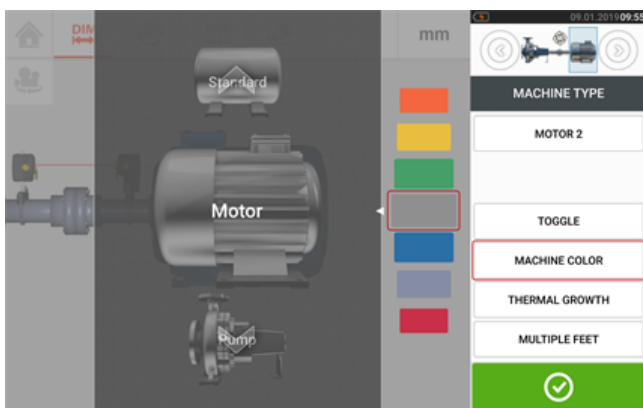 DIM
mm
09.01.2019 09:55
Standard
Motor
Pump
MACHINE TYPE
MOTOR 2
TOGGLE
MACHINE COLOR
THERMAL GROWTH
MULTIPLE FEET